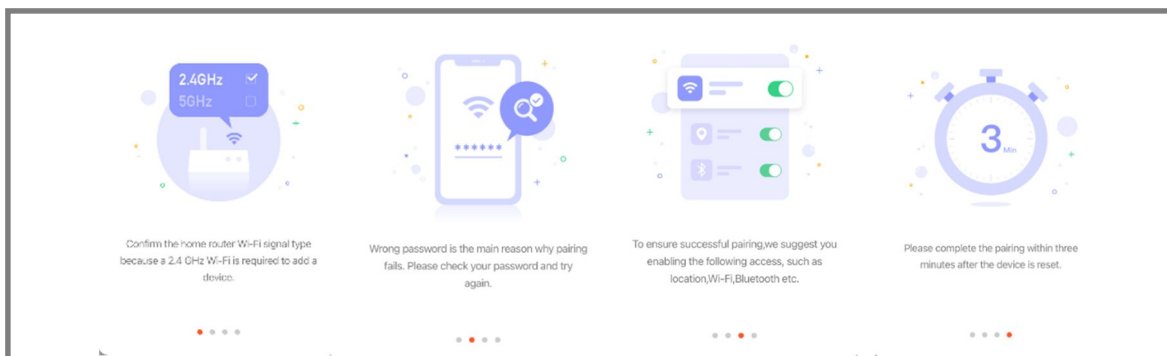 2.4GHz
5GHz
Confirm the home router Wi-Fi signal type
because a 2.4 GHz Wi-Fi is required to add a
device.
******
Wrong password is the main reason why pairing
fails. Please check your password and try
again.
To ensure successful pairing,we suggest you
enabling the following access, such as
location,Wi-Fi,Bluetooth etc.
3 Min
Please complete the pairing within three
minutes after the device is reset.